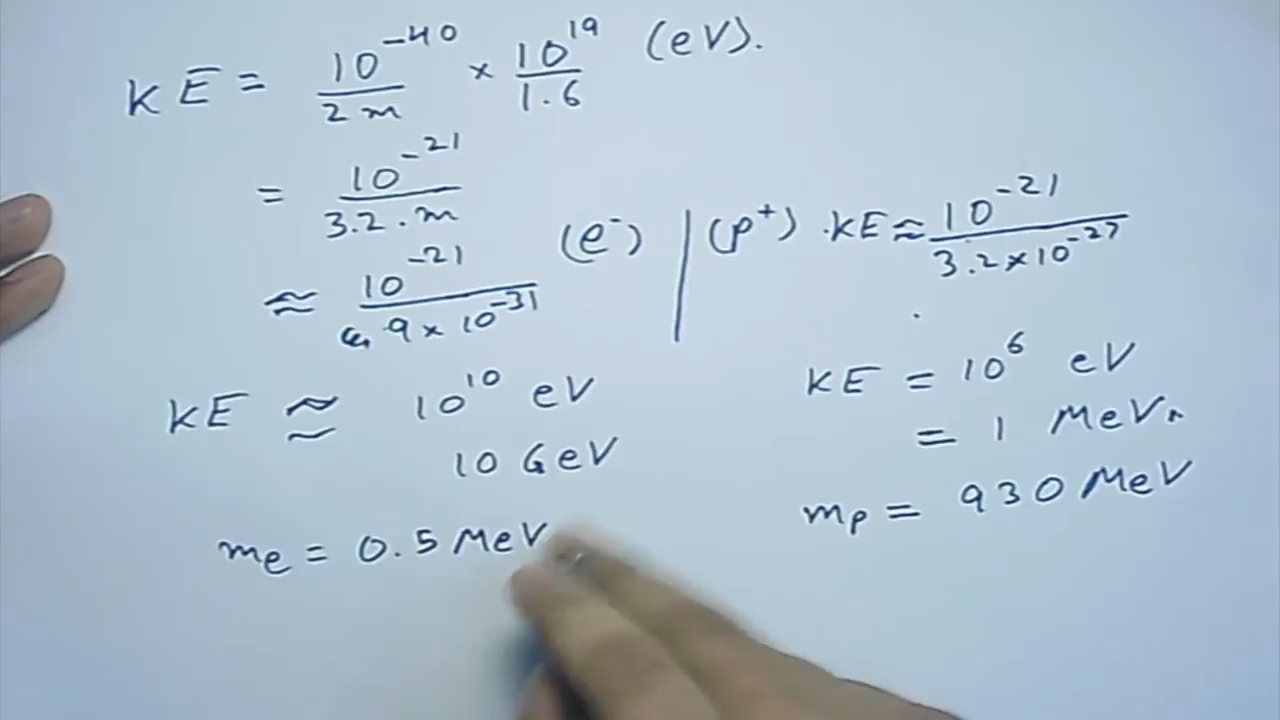 KE = 10^-40 / 2m × 10^19 / 1.6 (eV).
= 10^-21 / 3.2.m
≈ 10^-21 / 9 × 10^-31 (e^-) | (p^+) .KE ≈ 10^-21 / 3.2×10^-27
KE ≈ 10^10 eV
10 GeV
me = 0.5 MeV
KE = 10^6 eV
= 1 MeV.
mp = 930 MeV